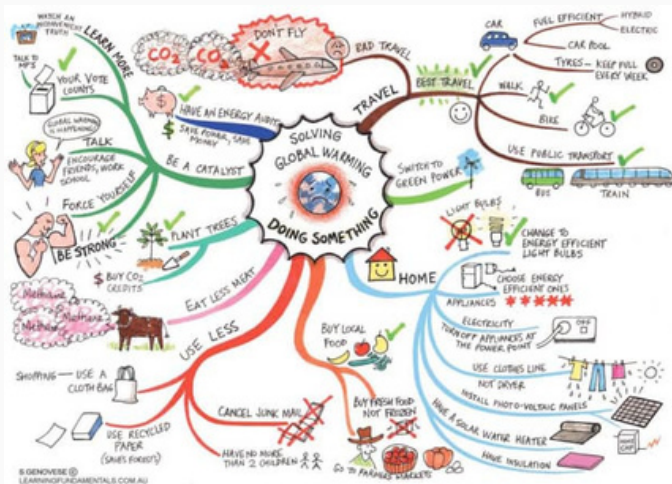 SOLVING
GLOBAL WARMING
DOING SOMETHING
TRAVEL
BAD TRAVEL
DON'T FLY
CO2
CO2
BEST TRAVEL
CAR
FUEL EFFICIENT
HYBRID
ELECTRIC
CAR POOL
TYRES - KEEP FULL
EVERY WEEK
WALK
BIKE
USE PUBLIC TRANSPORT
BUS
TRAIN
SWITCH TO
GREEN POWER
HOME
LIGHT BULBS
CHANGE TO
ENERGY EFFICIENT
LIGHT BULBS
CHOOSE ENERGY
EFFICIENT ONES
APPLIANCES
ELECTRICITY
TURN OFF APPLIANCES AT
THE POWER POINT
OFF
USE CLOTHES LINE
NOT DRYER
INSTALL PHOTO-VOLTAIC PANELS
HAVE A SOLAR WATER HEATER
HAVE INSULATION
BUY LOCAL
FOOD
BUY FRESH FOOD
NOT FROZEN
GO TO FARMERS MARKETS
USE LESS
CANCEL JUNK MAIL
HAVE NO MORE
THAN 2 CHILDREN
USE RECYCLED
PAPER
(SAVES FORESTS)
SHOPPING - USE A
CLOTH BAG
EAT LESS MEAT
Methane
Methane
Methane
PLANT TREES
$ BUY CO2
CREDITS
BE A CATALYST
LEARN MORE
WATCH AN
INCONVENIENT
TRUTH
TALK TO
MP'S
YOUR VOTE
COUNTS
GLOBAL WARMING
IS HAPPENING!
TALK
ENCOURAGE
FRIENDS, WORK
SCHOOL
FORCE YOURSELF
BE STRONG
HAVE AN ENERGY AUDIT
$ SAVE POWER, SAVE
MONEY
S GENOVESE ©
LEARNINGFUNDAMENTALS.COM.AU